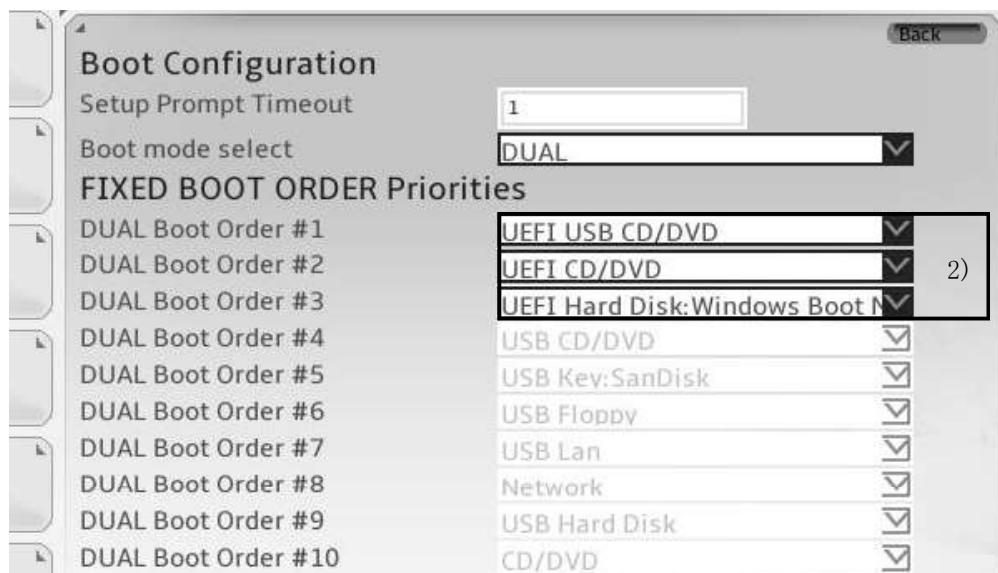 Back
Boot Configuration
Setup Prompt Timeout 1
Boot mode select DUAL
FIXED BOOT ORDER Priorities
DUAL Boot Order #1 UEFI USB CD/DVD
DUAL Boot Order #2 UEFI CD/DVD 2)
DUAL Boot Order #3 UEFI Hard Disk:Windows Boot
DUAL Boot Order #4 USB CD/DVD
DUAL Boot Order #5 USB Key:SanDisk
DUAL Boot Order #6 USB Floppy
DUAL Boot Order #7 USB Lan
DUAL Boot Order #8 Network
DUAL Boot Order #9 USB Hard Disk
DUAL Boot Order #10 CD/DVD